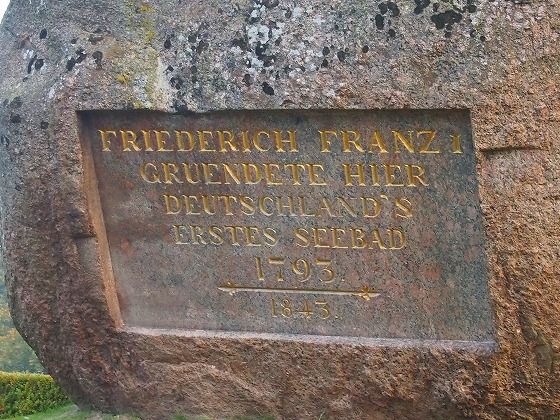 FRIEDERICH FRANZ I
GRUENDETE HIER
DEUTSCHLAND'S
ERSTES SEEBAD
1793.
1843.